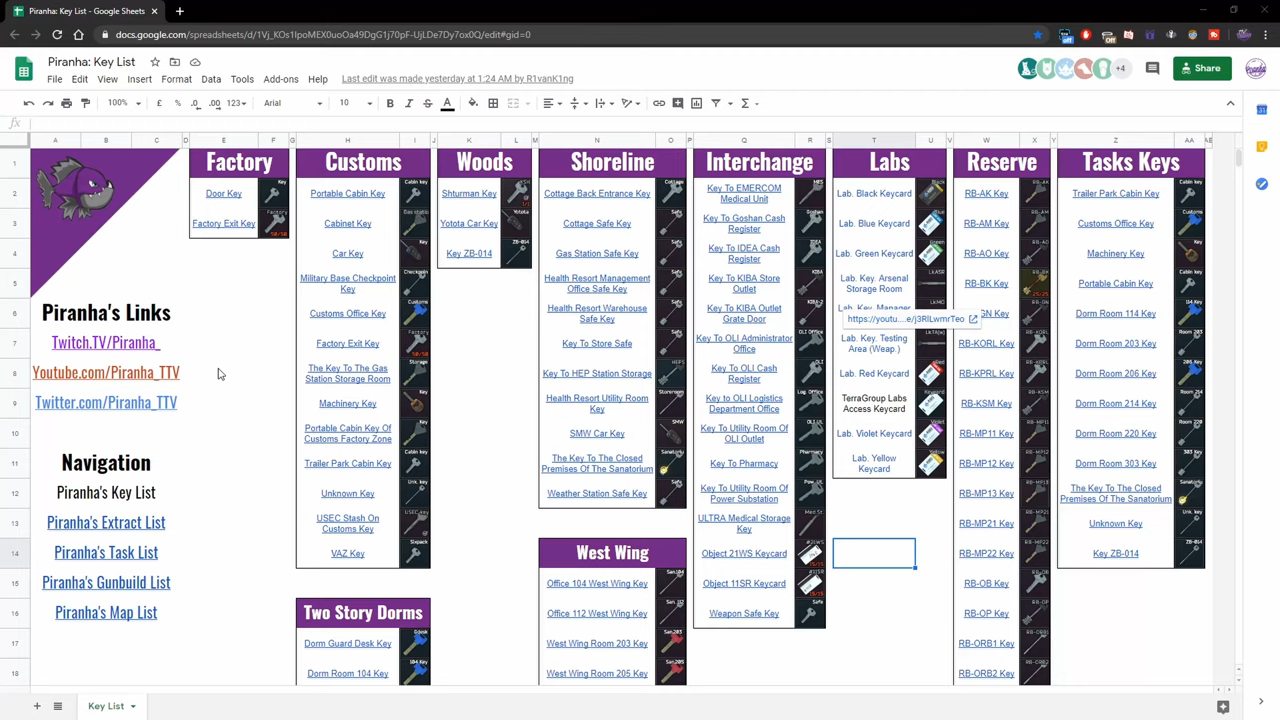 Piranha: Key List - Google Sheets
docs.google.com/spreadsheets/d/1Vj_KOs1IpoMEX0uoOa49DgG1j70pF-UjLDe7Dy7ox0Q/edit#gid=0
Piranha: Key List
File Edit View Insert Format Data Tools Add-ons Help Last edit was made yesterday at 1:24 AM by R1vanK1ng
+4
Share
100% £ % .0 .00 123 Arial 10
fx
A B C D E F G H I J K L M N O P Q R S T U V W X Y Z AA
Factory
Door Key
Factory Exit Key
Customs
Portable Cabin Key
Cabinet Key
Car Key
Military Base Checkpoint
Key
Customs Office Key
Factory Exit Key
The Key To The Gas
Station Storage Room
Machinery Key
Portable Cabin Key Of
Customs Factory Zone
Trailer Park Cabin Key
Unknown Key
USEC Stash On
Customs Key
VAZ Key
Two Story Dorms
Dorm Guard Desk Key
Dorm Room 104 Key
Woods
Shturman Key
Yotota Car Key
Key ZB-014
Shoreline
Cottage Back Entrance Key
Cottage Safe Key
Gas Station Safe Key
Health Resort Management
Office Safe Key
Health Resort Warehouse
Safe Key
Key To Store Safe
Key To HEP Station Storage
Health Resort Utility Room
Key
SMW Car Key
The Key To The Closed
Premises Of The Sanatorium
Weather Station Safe Key
West Wing
Office 104 West Wing Key
Office 112 West Wing Key
West Wing Room 203 Key
West Wing Room 205 Key
Interchange
Key To EMERCOM
Medical Unit
Key To Goshan Cash
Register
Key To IDEA Cash
Register
Key To KIBA Store
Outlet
Key To KIBA Outlet
Grate Door
Key To OLI Administrator
Office
Key To OLI Cash
Register
Key to OLI Logistics
Department Office
Key To Utility Room Of
OLI Outlet
Key To Pharmacy
Key To Utility Room Of
Power Substation
ULTRA Medical Storage
Key
Object 21WS Keycard
Object 11SR Keycard
Weapon Safe Key
Labs
Lab. Black Keycard
Lab. Blue Keycard
Lab. Green Keycard
Lab. Key. Arsenal
Storage Room
Lab. Key. Manager
https://youtu....e/j3RlLwmrTeo
Lab. Key. Testing
Area (Weap.)
Lab. Red Keycard
TerraGroup Labs
Access Keycard
Lab. Violet Keycard
Lab. Yellow
Keycard
Reserve
RB-AK Key
RB-AM Key
RB-AO Key
RB-BK Key
GN Key
RB-KORL Key
RB-KPRL Key
RB-KSM Key
RB-MP11 Key
RB-MP12 Key
RB-MP13 Key
RB-MP21 Key
RB-MP22 Key
RB-OB Key
RB-OP Key
RB-ORB1 Key
RB-ORB2 Key
Tasks Keys
Trailer Park Cabin Key
Customs Office Key
Machinery Key
Portable Cabin Key
Dorm Room 114 Key
Dorm Room 203 Key
Dorm Room 206 Key
Dorm Room 214 Key
Dorm Room 220 Key
Dorm Room 303 Key
The Key To The Closed
Premises Of The Sanatorium
Unknown Key
Key ZB-014
Piranha's Links
Twitch.TV/Piranha_
Youtube.com/Piranha_TTV
Twitter.com/Piranha_TTV
Navigation
Piranha's Key List
Piranha's Extract List
Piranha's Task List
Piranha's Gunbuild List
Piranha's Map List
Key List